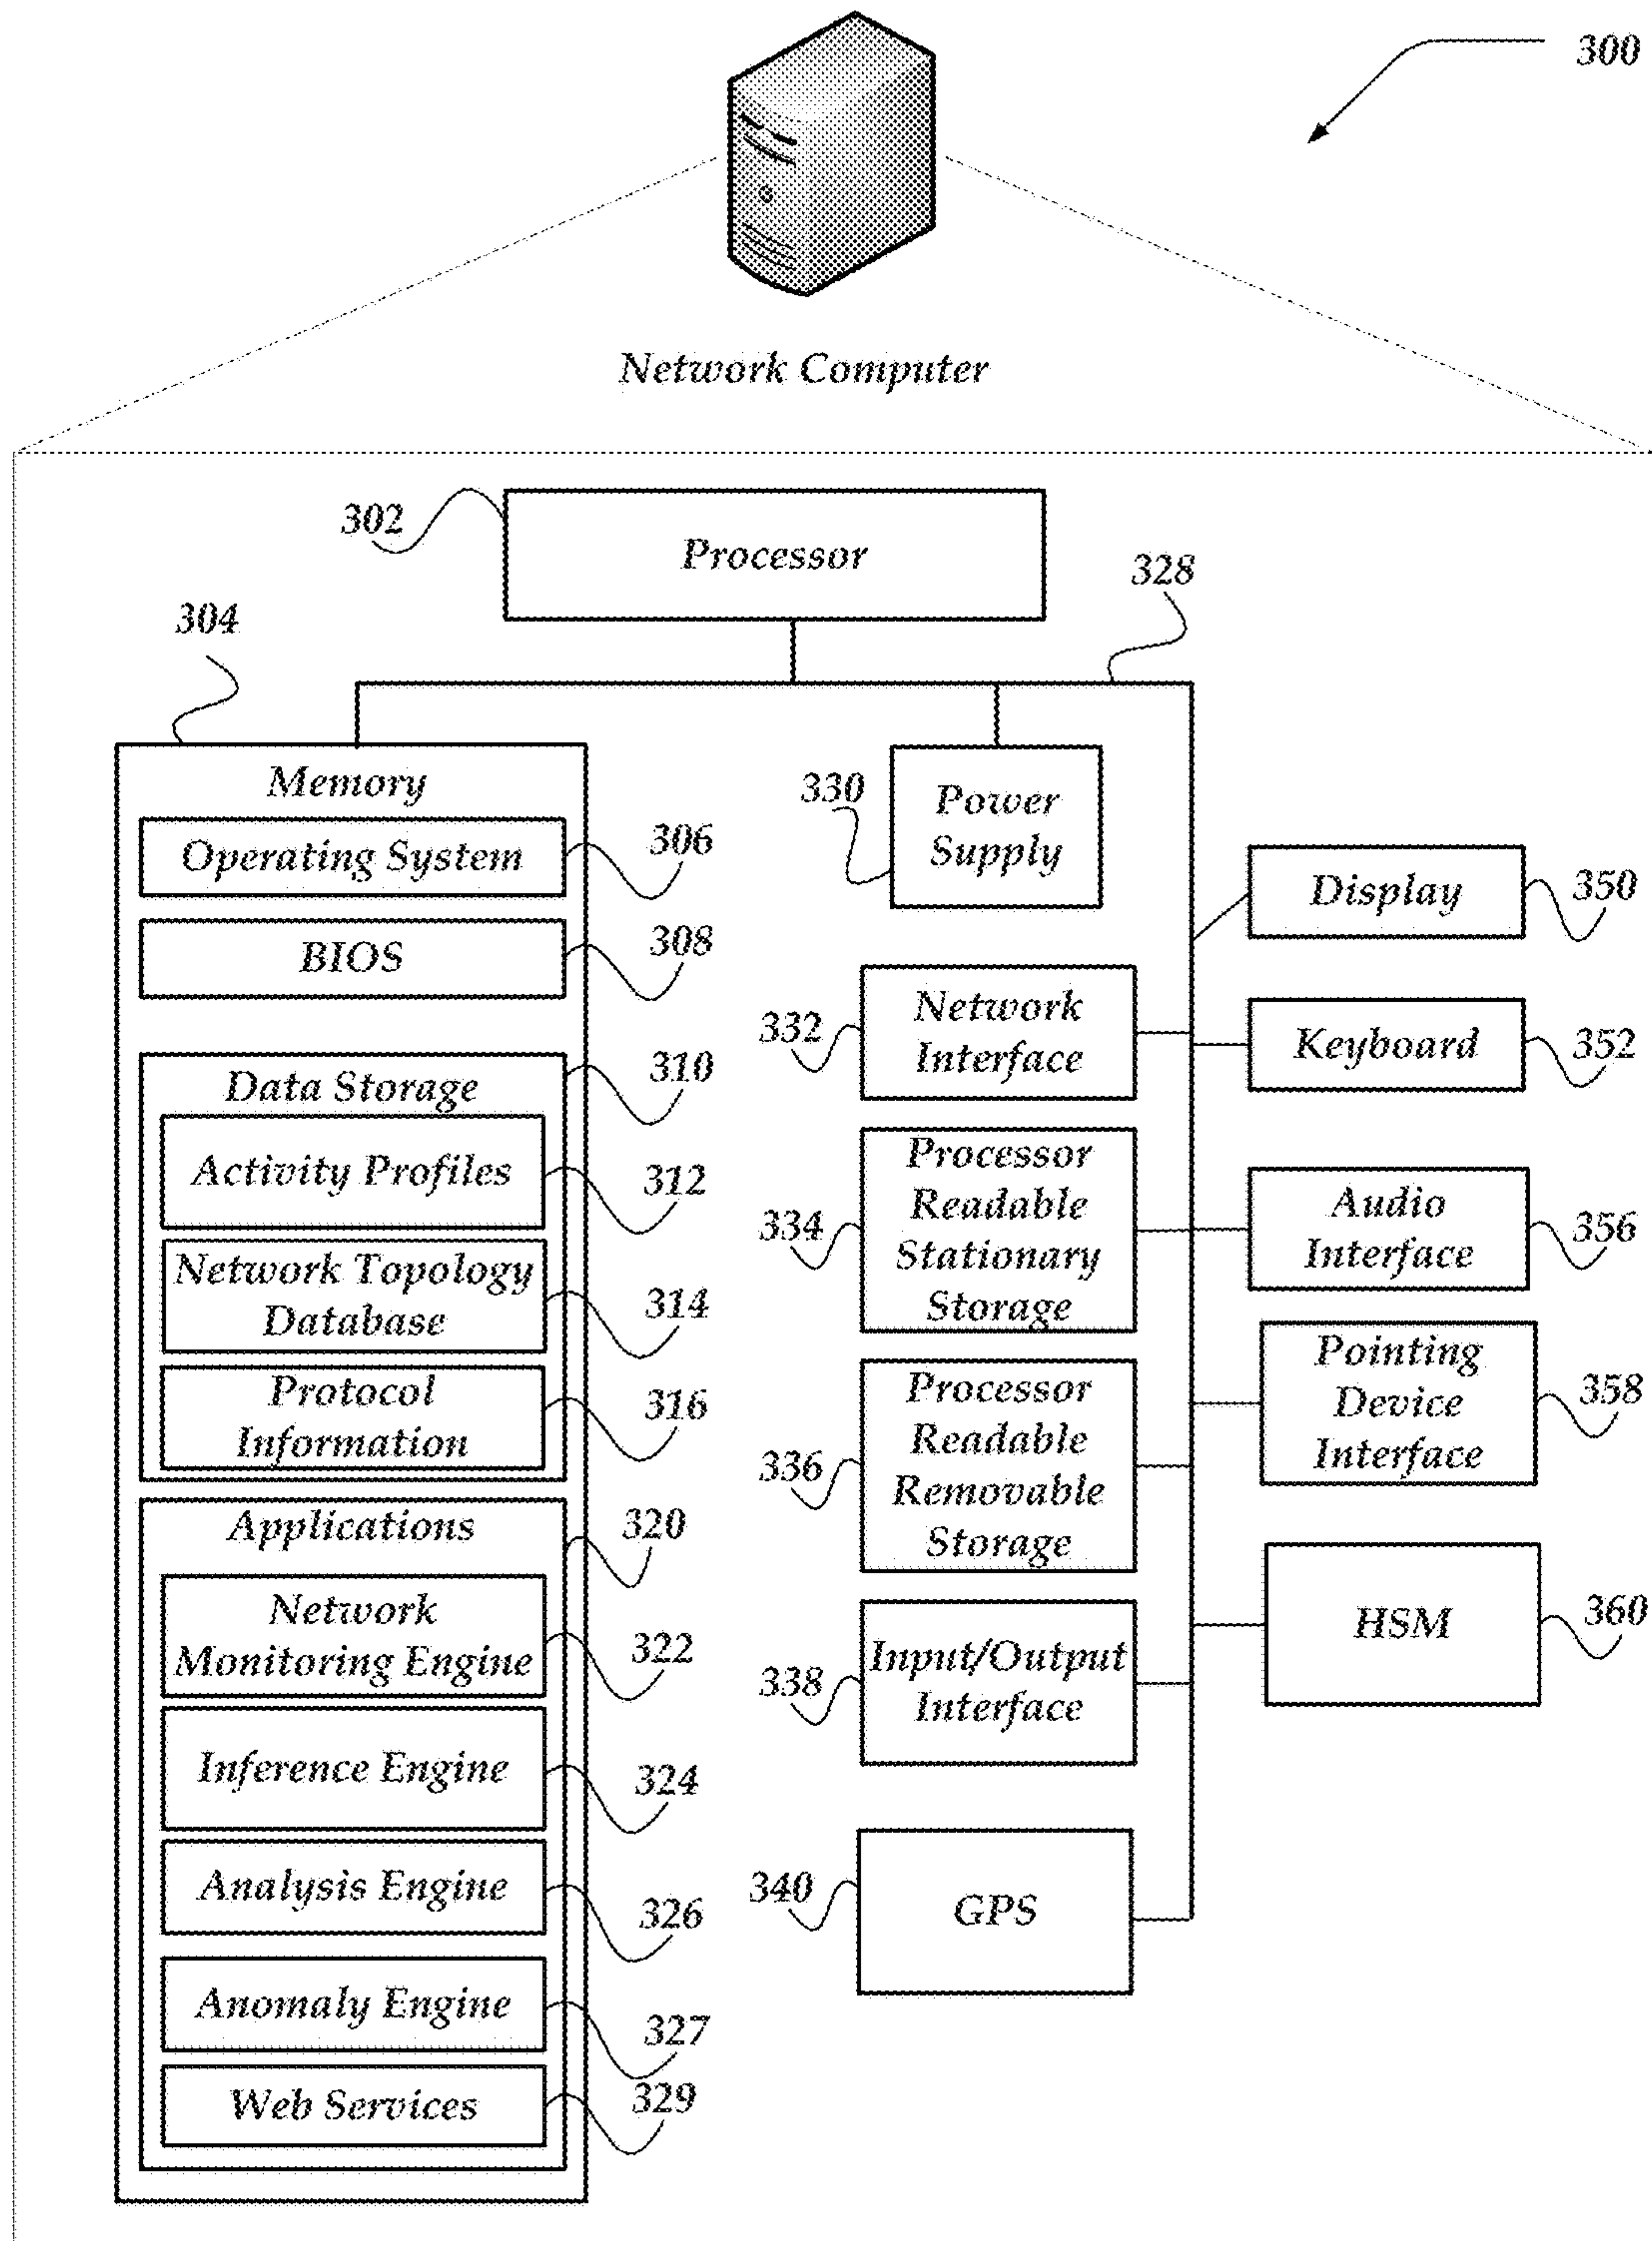 300
Network Computer
302
Processor
328
304
Memory
Operating System
306
BIOS
308
Data Storage
310
Activity Profiles
312
Network Topology
Database
314
Protocol
Information
316
Applications
320
Network
Monitoring Engine
322
Inference Engine
324
Analysis Engine
326
Anomaly Engine
327
Web Services
329
330
Power
Supply
332
Network
Interface
334
Processor
Readable
Stationary
Storage
336
Processor
Readable
Removable
Storage
338
Input/Output
Interface
340
GPS
Display
350
Keyboard
352
Audio
Interface
356
Pointing
Device
Interface
358
HSM
360